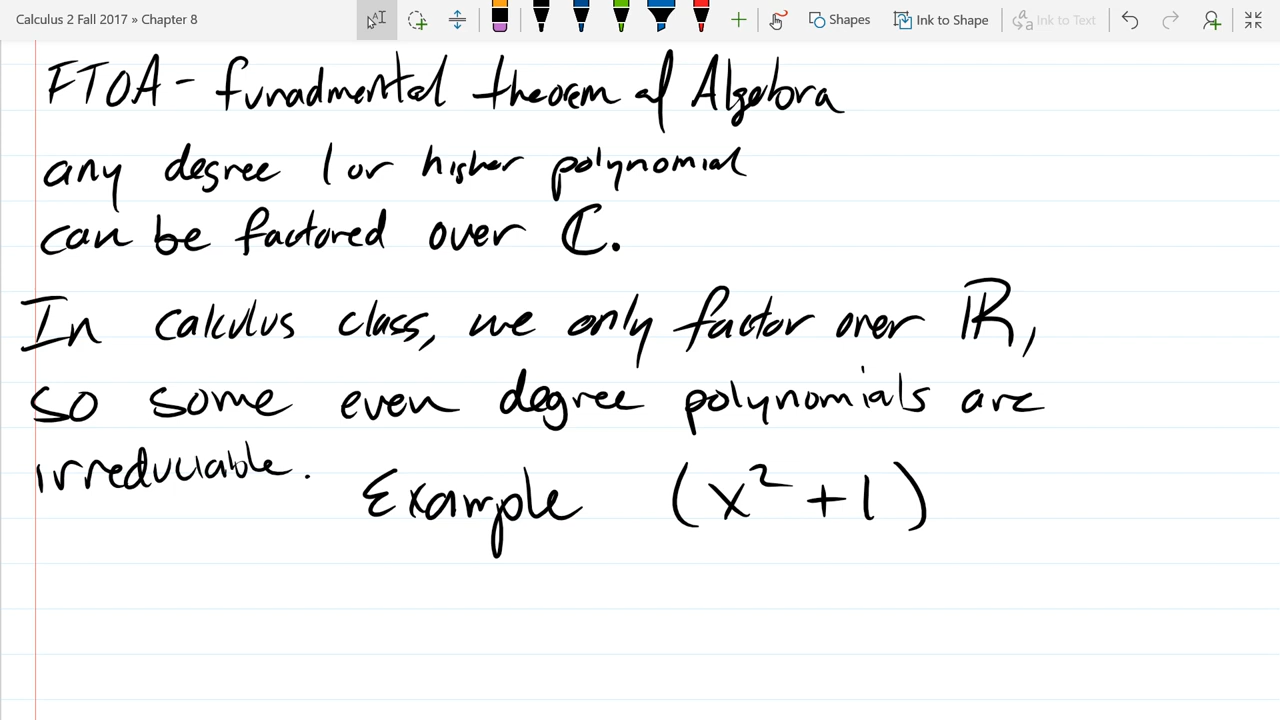 Calculus 2 Fall 2017 » Chapter 8
Shapes
Ink to Shape
Ink to Text
FTOA - funadmental theorem of Algebra
any degree 1 or higher polynomial
can be factored over ℂ.
In calculus class, we only factor over ℝ,
so some even degree polynomials are
irreduciable.
Example (x² + 1)